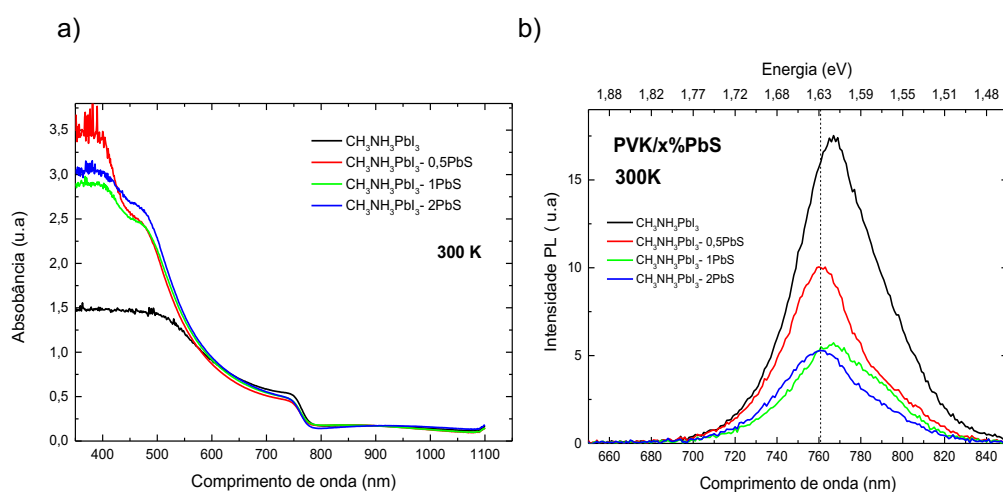 a)
Absobância (u.a)
3,5
3,0
2,5
2,0
1,5
1,0
0,5
0,0
CH₃NH₃PbI₃
CH₃NH₃PbI₃- 0,5PbS
CH₃NH₃PbI₃- 1PbS
CH₃NH₃PbI₃- 2PbS
300 K
400 500 600 700 800 900 1000 1100
Comprimento de onda (nm)
b)
Energia (eV)
1,88 1,82 1,77 1,72 1,68 1,63 1,59 1,55 1,51 1,48
Intensidade PL ( u.a)
15
10
5
0
PVK/x%PbS
300K
CH₃NH₃PbI₃
CH₃NH₃PbI₃- 0,5PbS
CH₃NH₃PbI₃- 1PbS
CH₃NH₃PbI₃- 2PbS
660 680 700 720 740 760 780 800 820 840
Comprimento de onda (nm)